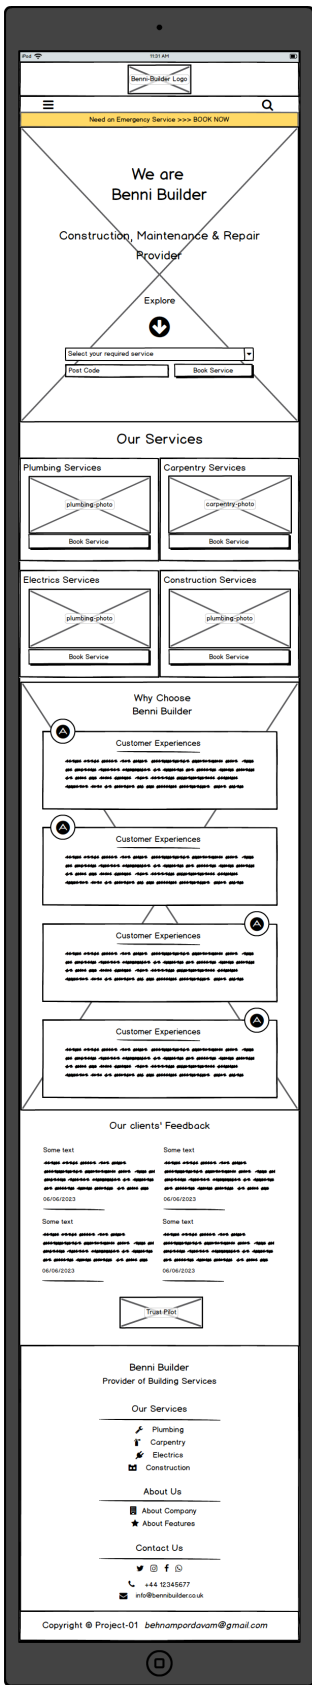 iPod 11:31 AM
Benni-Builder Logo
Need an Emergency Service >>> BOOK NOW
We are
Benni Builder
Construction, Maintenance & Repair
Provider
Explore
Select your required service
Post Code Book Service
Our Services
Plumbing Services Carpentry Services
plumbing-photo carpentry-photo
Book Service Book Service
Electrics Services Construction Services
plumbing-photo plumbing-photo
Book Service Book Service
Why Choose
Benni Builder
Customer Experiences
Customer Experiences
Customer Experiences
Customer Experiences
Our clients' Feedback
Some text Some text
06/06/2023 06/06/2023
Some text Some text
06/06/2023 06/06/2023
Trust Pilot
Benni Builder
Provider of Building Services
Our Services
Plumbing
Carpentry
Electrics
Construction
About Us
About Company
About Features
Contact Us
+44 12345677
info@bennibuilder.co.uk
Copyright © Project-01 behnampordavam@gmail.com